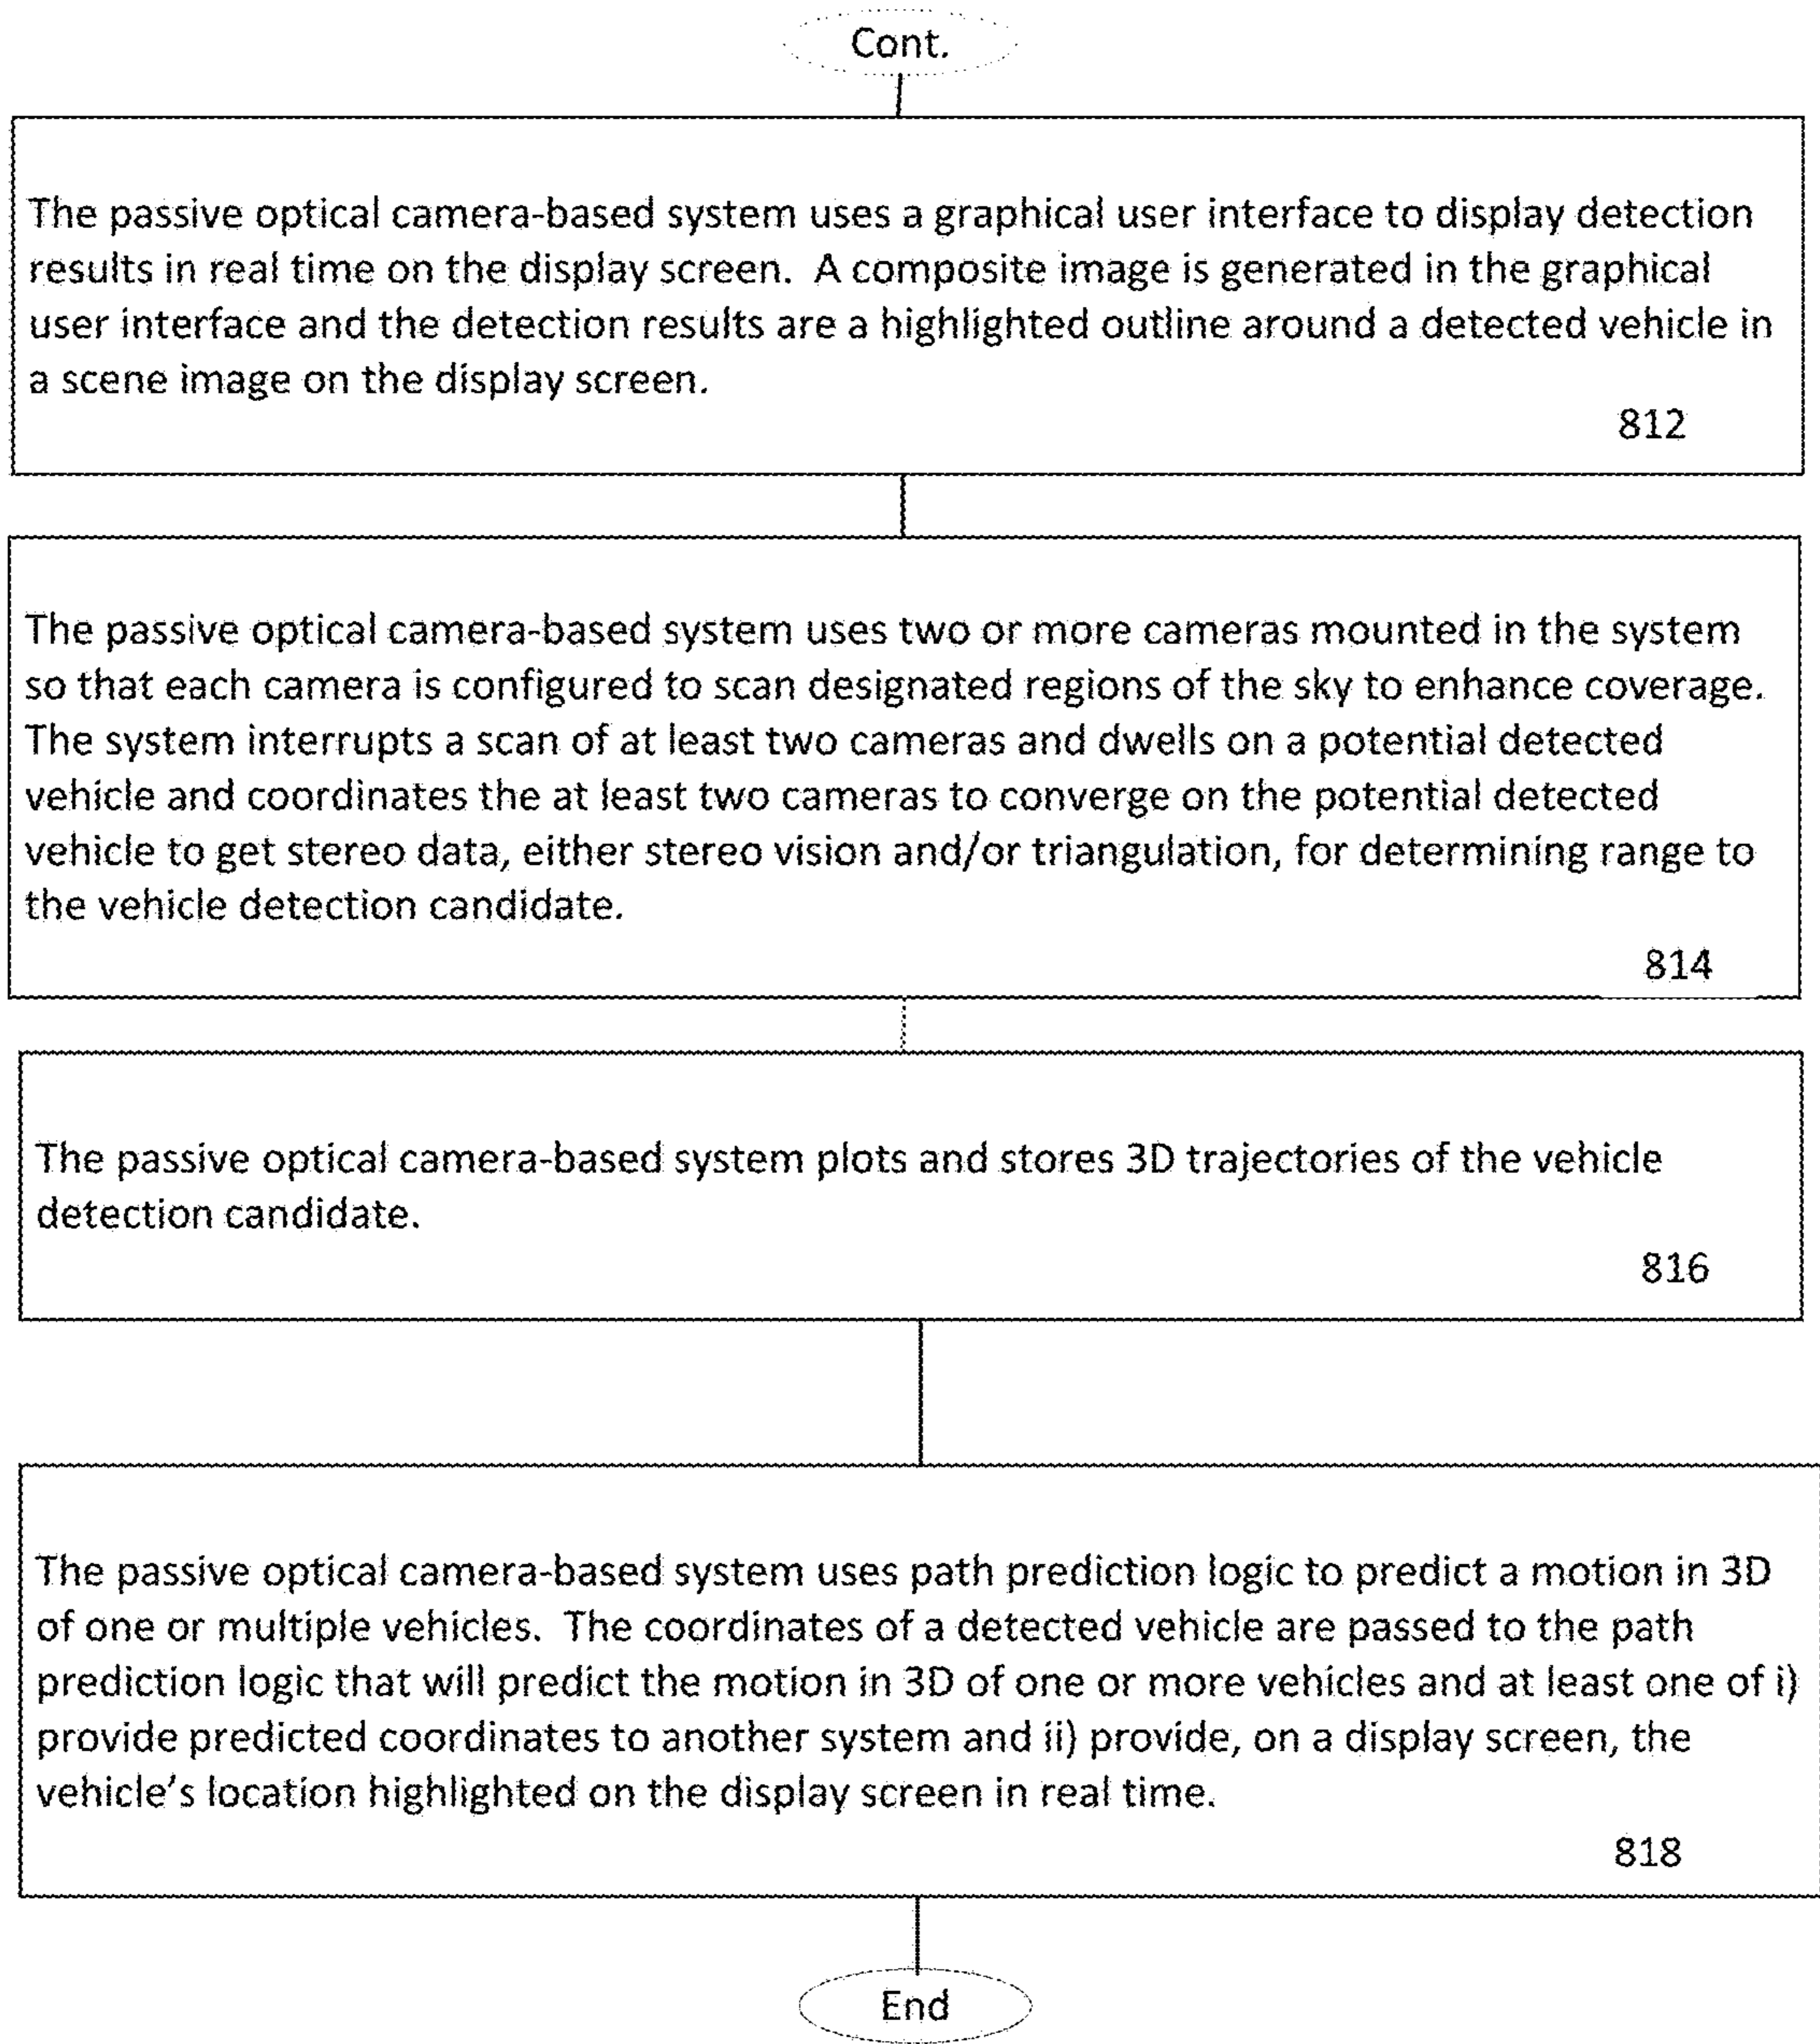 Cont.
The passive optical camera-based system uses a graphical user interface to display detection
results in real time on the display screen.  A composite image is generated in the graphical
user interface and the detection results are a highlighted outline around a detected vehicle in
a scene image on the display screen.
812
The passive optical camera-based system uses two or more cameras mounted in the system
so that each camera is configured to scan designated regions of the sky to enhance coverage.
The system interrupts a scan of at least two cameras and dwells on a potential detected
vehicle and coordinates the at least two cameras to converge on the potential detected
vehicle to get stereo data, either stereo vision and/or triangulation, for determining range to
the vehicle detection candidate.
814
The passive optical camera-based system plots and stores 3D trajectories of the vehicle
detection candidate.
816
The passive optical camera-based system uses path prediction logic to predict a motion in 3D
of one or multiple vehicles.  The coordinates of a detected vehicle are passed to the path
prediction logic that will predict the motion in 3D of one or more vehicles and at least one of i)
provide predicted coordinates to another system and ii) provide, on a display screen, the
vehicle's location highlighted on the display screen in real time.
818
End